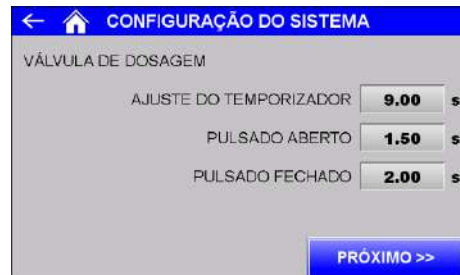 CONFIGURAÇÃO DO SISTEMA
VÁLVULA DE DOSAGEM
AJUSTE DO TEMPORIZADOR 9.00 s
PULSADO ABERTO 1.50 s
PULSADO FECHADO 2.00 s
PRÓXIMO >>